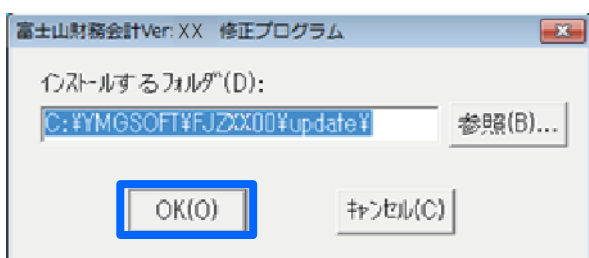 富士山財務会計Ver:XX 修正プログラム
インストールするフォルダ(D):
C:¥YMGSOFT¥FJZXX00¥update¥
参照(B)...
OK(O)
キャンセル(C)